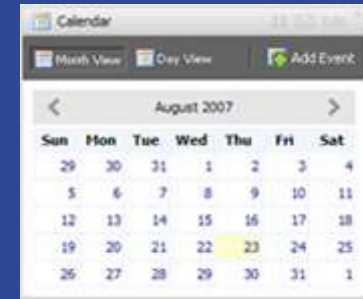 Calendar
Month View Day View Add Event
August 2007
Sun Mon Tue Wed Thu Fri Sat
29 30 31 1 2 3 4
5 6 7 8 9 10 11
12 13 14 15 16 17 18
19 20 21 22 23 24 25
26 27 28 29 30 31 1